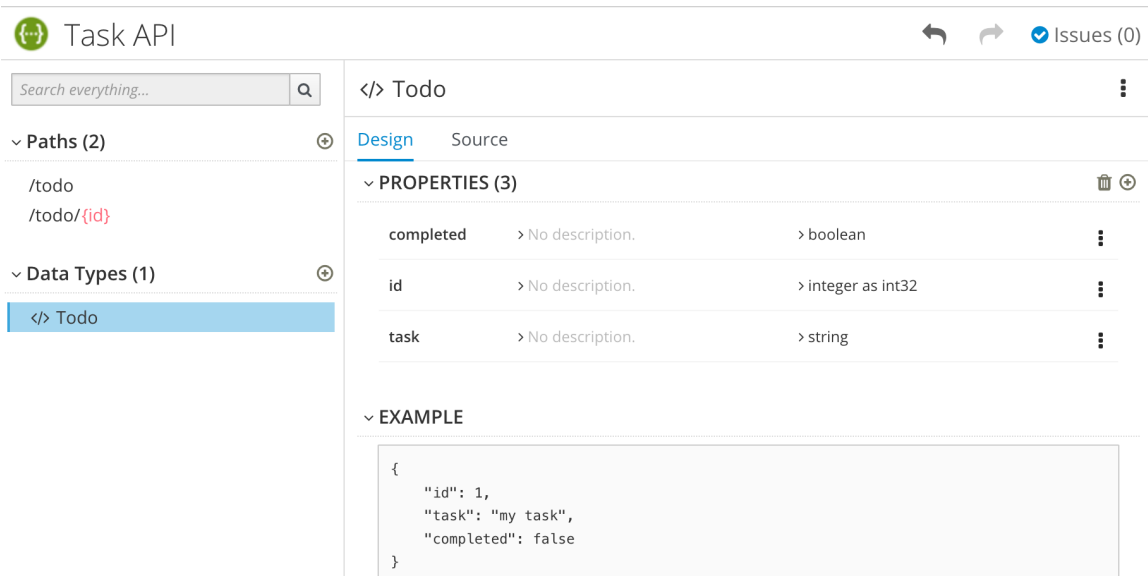 {···} Task API
Issues (0)
Search everything...
Paths (2)
/todo
/todo/{id}
Data Types (1)
</> Todo
</> Todo
Design Source
PROPERTIES (3)
completed > No description. > boolean
id > No description. > integer as int32
task > No description. > string
EXAMPLE
{
    "id": 1,
    "task": "my task",
    "completed": false
}